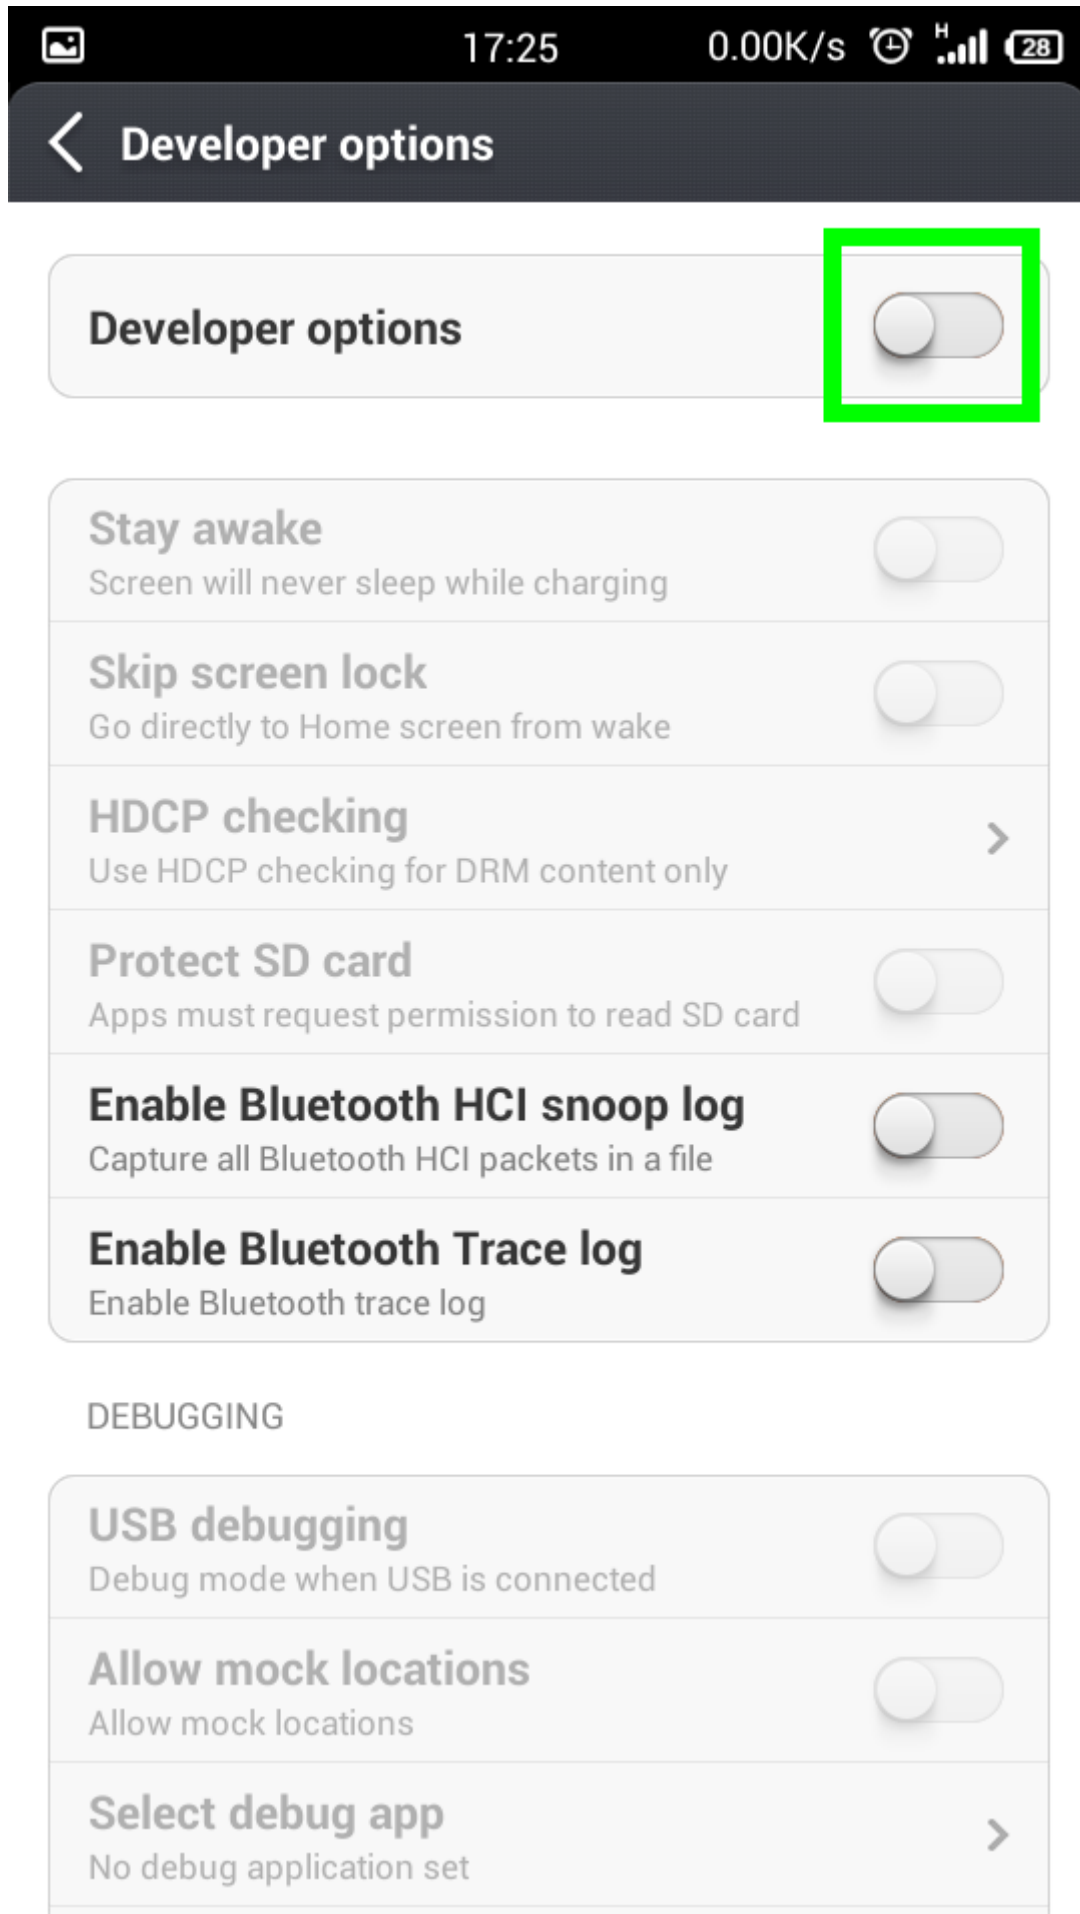 17:25 0.00K/s H 28
Developer options
Developer options
Stay awake
Screen will never sleep while charging
Skip screen lock
Go directly to Home screen from wake
HDCP checking
Use HDCP checking for DRM content only
Protect SD card
Apps must request permission to read SD card
Enable Bluetooth HCI snoop log
Capture all Bluetooth HCI packets in a file
Enable Bluetooth Trace log
Enable Bluetooth trace log
DEBUGGING
USB debugging
Debug mode when USB is connected
Allow mock locations
Allow mock locations
Select debug app
No debug application set